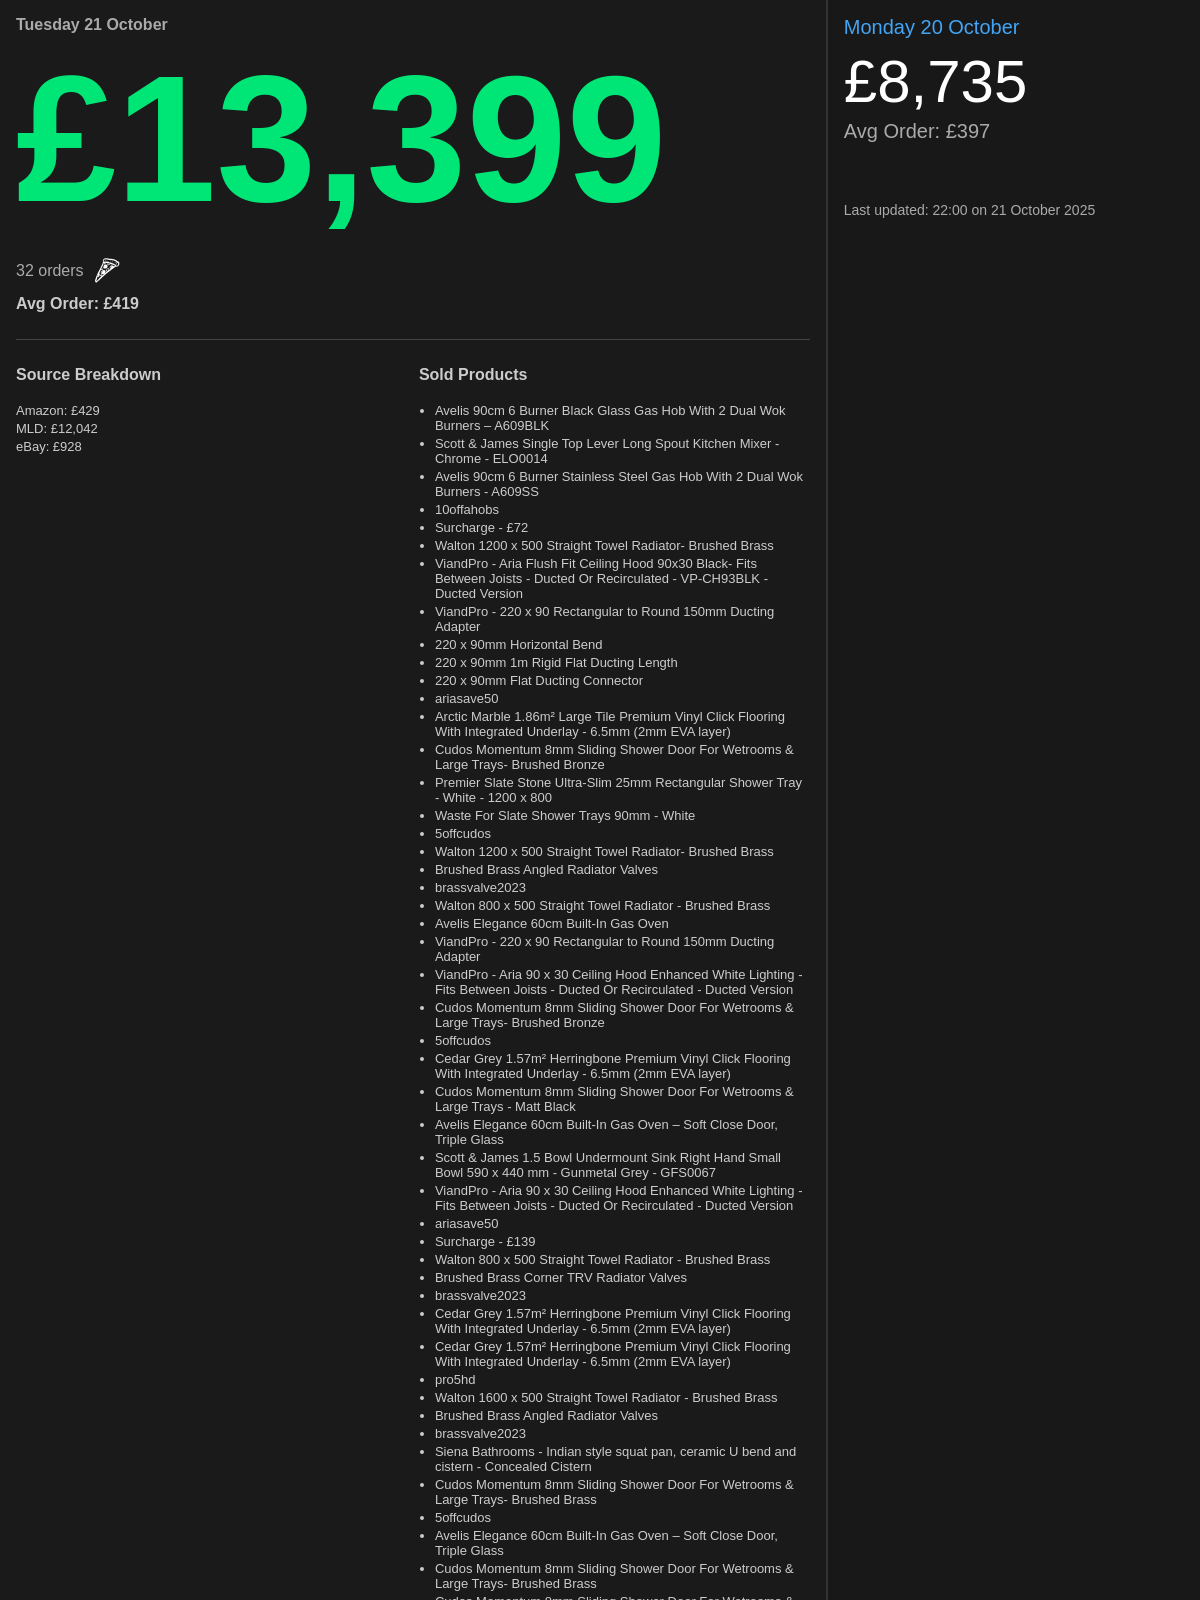 Tuesday 21 October
£13,399
32 orders
Avg Order: £419
Source Breakdown
Amazon: £429
MLD: £12,042
eBay: £928
Sold Products
Avelis 90cm 6 Burner Black Glass Gas Hob With 2 Dual Wok
Burners – A609BLK
Scott & James Single Top Lever Long Spout Kitchen Mixer -
Chrome - ELO0014
Avelis 90cm 6 Burner Stainless Steel Gas Hob With 2 Dual Wok
Burners - A609SS
10offahobs
Surcharge - £72
Walton 1200 x 500 Straight Towel Radiator- Brushed Brass
ViandPro - Aria Flush Fit Ceiling Hood 90x30 Black- Fits
Between Joists - Ducted Or Recirculated - VP-CH93BLK -
Ducted Version
ViandPro - 220 x 90 Rectangular to Round 150mm Ducting
Adapter
220 x 90mm Horizontal Bend
220 x 90mm 1m Rigid Flat Ducting Length
220 x 90mm Flat Ducting Connector
ariasave50
Arctic Marble 1.86m² Large Tile Premium Vinyl Click Flooring
With Integrated Underlay - 6.5mm (2mm EVA layer)
Cudos Momentum 8mm Sliding Shower Door For Wetrooms &
Large Trays- Brushed Bronze
Premier Slate Stone Ultra-Slim 25mm Rectangular Shower Tray
- White - 1200 x 800
Waste For Slate Shower Trays 90mm - White
5offcudos
Walton 1200 x 500 Straight Towel Radiator- Brushed Brass
Brushed Brass Angled Radiator Valves
brassvalve2023
Walton 800 x 500 Straight Towel Radiator - Brushed Brass
Avelis Elegance 60cm Built-In Gas Oven
ViandPro - 220 x 90 Rectangular to Round 150mm Ducting
Adapter
ViandPro - Aria 90 x 30 Ceiling Hood Enhanced White Lighting -
Fits Between Joists - Ducted Or Recirculated - Ducted Version
Cudos Momentum 8mm Sliding Shower Door For Wetrooms &
Large Trays- Brushed Bronze
5offcudos
Cedar Grey 1.57m² Herringbone Premium Vinyl Click Flooring
With Integrated Underlay - 6.5mm (2mm EVA layer)
Cudos Momentum 8mm Sliding Shower Door For Wetrooms &
Large Trays - Matt Black
Avelis Elegance 60cm Built-In Gas Oven – Soft Close Door,
Triple Glass
Scott & James 1.5 Bowl Undermount Sink Right Hand Small
Bowl 590 x 440 mm - Gunmetal Grey - GFS0067
ViandPro - Aria 90 x 30 Ceiling Hood Enhanced White Lighting -
Fits Between Joists - Ducted Or Recirculated - Ducted Version
ariasave50
Surcharge - £139
Walton 800 x 500 Straight Towel Radiator - Brushed Brass
Brushed Brass Corner TRV Radiator Valves
brassvalve2023
Cedar Grey 1.57m² Herringbone Premium Vinyl Click Flooring
With Integrated Underlay - 6.5mm (2mm EVA layer)
Cedar Grey 1.57m² Herringbone Premium Vinyl Click Flooring
With Integrated Underlay - 6.5mm (2mm EVA layer)
pro5hd
Walton 1600 x 500 Straight Towel Radiator - Brushed Brass
Brushed Brass Angled Radiator Valves
brassvalve2023
Siena Bathrooms - Indian style squat pan, ceramic U bend and
cistern - Concealed Cistern
Cudos Momentum 8mm Sliding Shower Door For Wetrooms &
Large Trays- Brushed Brass
5offcudos
Avelis Elegance 60cm Built-In Gas Oven – Soft Close Door,
Triple Glass
Cudos Momentum 8mm Sliding Shower Door For Wetrooms &
Large Trays- Brushed Brass
Monday 20 October
£8,735
Avg Order: £397
Last updated: 22:00 on 21 October 2025